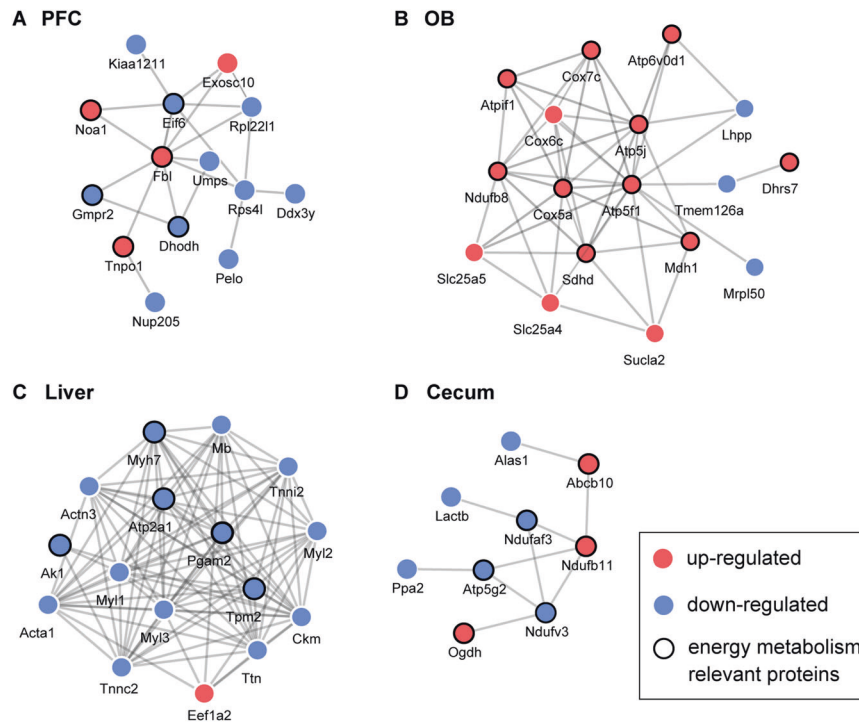 A PFC
Kiaa1211
Exosc10
Noa1
Eif6
Rpl22l1
Fbl
Umps
Gmpr2
Rps4l
Ddx3y
Dhodh
Tnpo1
Pelo
Nup205
B OB
Atp6v0d1
Cox7c
Atpif1
Cox6c
Atp5j
Lhpp
Ndufb8
Cox5a
Atp5f1
Tmem126a
Dhrs7
Slc25a5
Sdhd
Mdh1
Mrpl50
Slc25a4
Sucla2
C Liver
Mb
Myh7
Tnni2
Actn3
Atp2a1
Pgam2
Myl2
Ak1
Myl1
Tpm2
Acta1
Myl3
Ckm
Ttn
Tnnc2
Eef1a2
D Cecum
Alas1
Abcb10
Lactb
Ndufaf3
Ndufb11
Ppa2
Atp5g2
Ndufv3
Ogdh
up-regulated
down-regulated
energy metabolism
relevant proteins